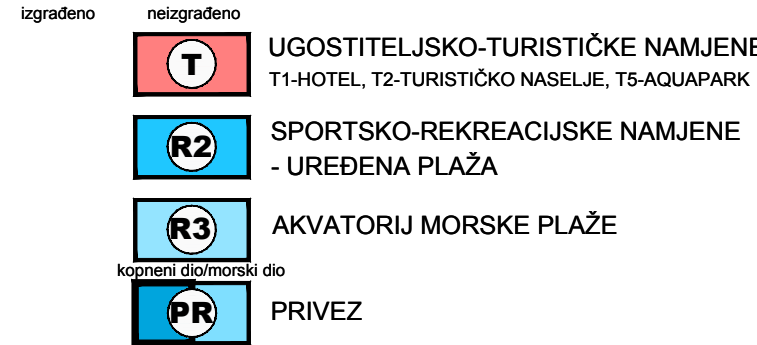 izgrađeno neizgrađeno
T UGOSTITELJSKO-TURISTIČKE NAMJENE
T1-HOTEL, T2-TURISTIČKO NASELJE, T5-AQUAPARK
R2 SPORTSKO-REKREACIJSKE NAMJENE
- UREĐENA PLAŽA
R3 AKVATORIJ MORSKE PLAŽE
kopneni dio/morski dio
PR PRIVEZ